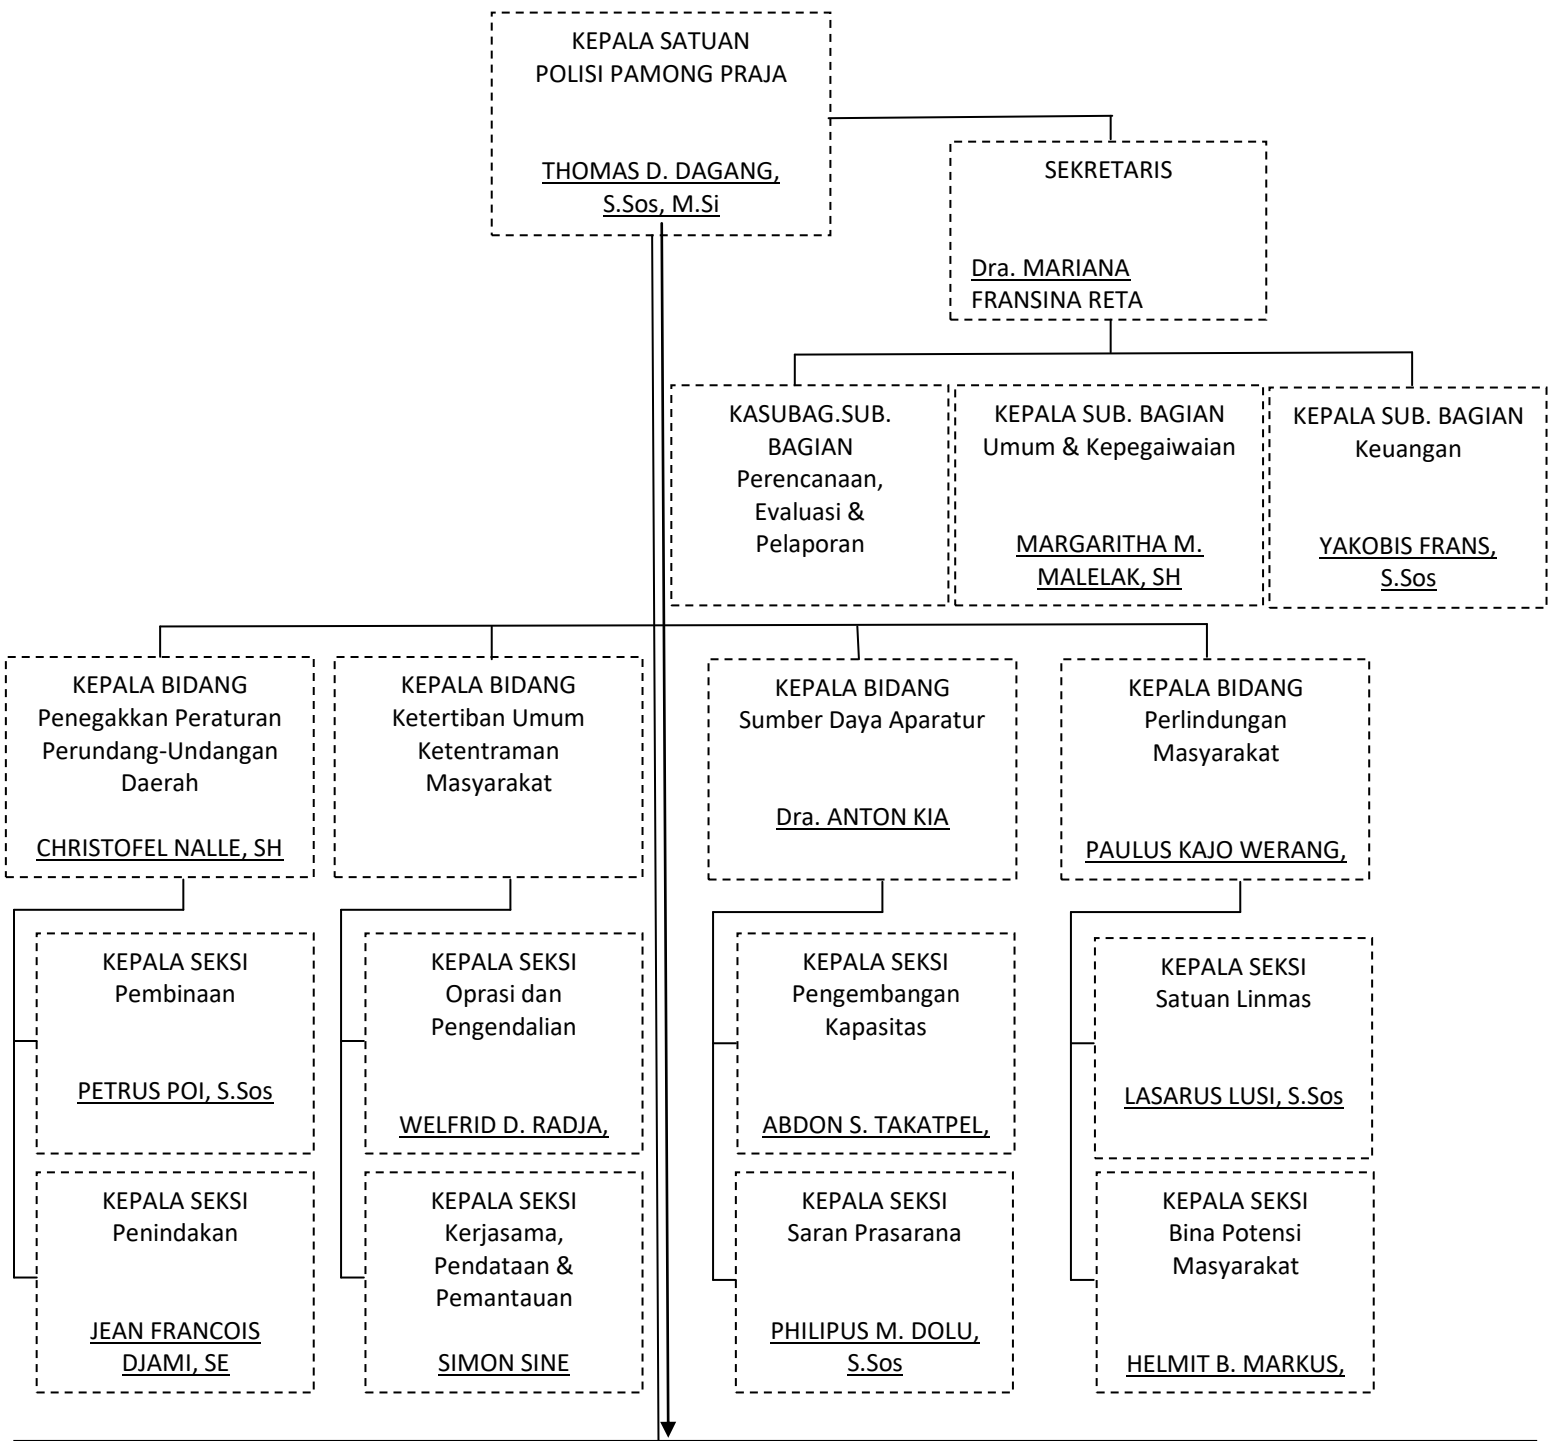 KEPALA SATUAN
POLISI PAMONG PRAJA
THOMAS D. DAGANG,
S.Sos, M.Si
SEKRETARIS
Dra. MARIANA
FRANSINA RETA
KASUBAG.SUB.
BAGIAN
Perencanaan,
Evaluasi &
Pelaporan
KEPALA SUB. BAGIAN
Umum & Kepegaiwaian
MARGARITHA M.
MALELAK, SH
KEPALA SUB. BAGIAN
Keuangan
YAKOBIS FRANS,
S.Sos
KEPALA BIDANG
Penegakkan Peraturan
Perundang-Undangan
Daerah
CHRISTOFEL NALLE, SH
KEPALA BIDANG
Ketertiban Umum
Ketentraman
Masyarakat
KEPALA BIDANG
Sumber Daya Aparatur
Dra. ANTON KIA
KEPALA BIDANG
Perlindungan
Masyarakat
PAULUS KAJO WERANG,
KEPALA SEKSI
Pembinaan
PETRUS POI, S.Sos
KEPALA SEKSI
Oprasi dan
Pengendalian
WELFRID D. RADJA,
KEPALA SEKSI
Pengembangan
Kapasitas
ABDON S. TAKATPEL,
KEPALA SEKSI
Satuan Linmas
LASARUS LUSI, S.Sos
KEPALA SEKSI
Penindakan
JEAN FRANCOIS
DJAMI, SE
KEPALA SEKSI
Kerjasama,
Pendataan &
Pemantauan
SIMON SINE
KEPALA SEKSI
Saran Prasarana
PHILIPUS M. DOLU,
S.Sos
KEPALA SEKSI
Bina Potensi
Masyarakat
HELMIT B. MARKUS,